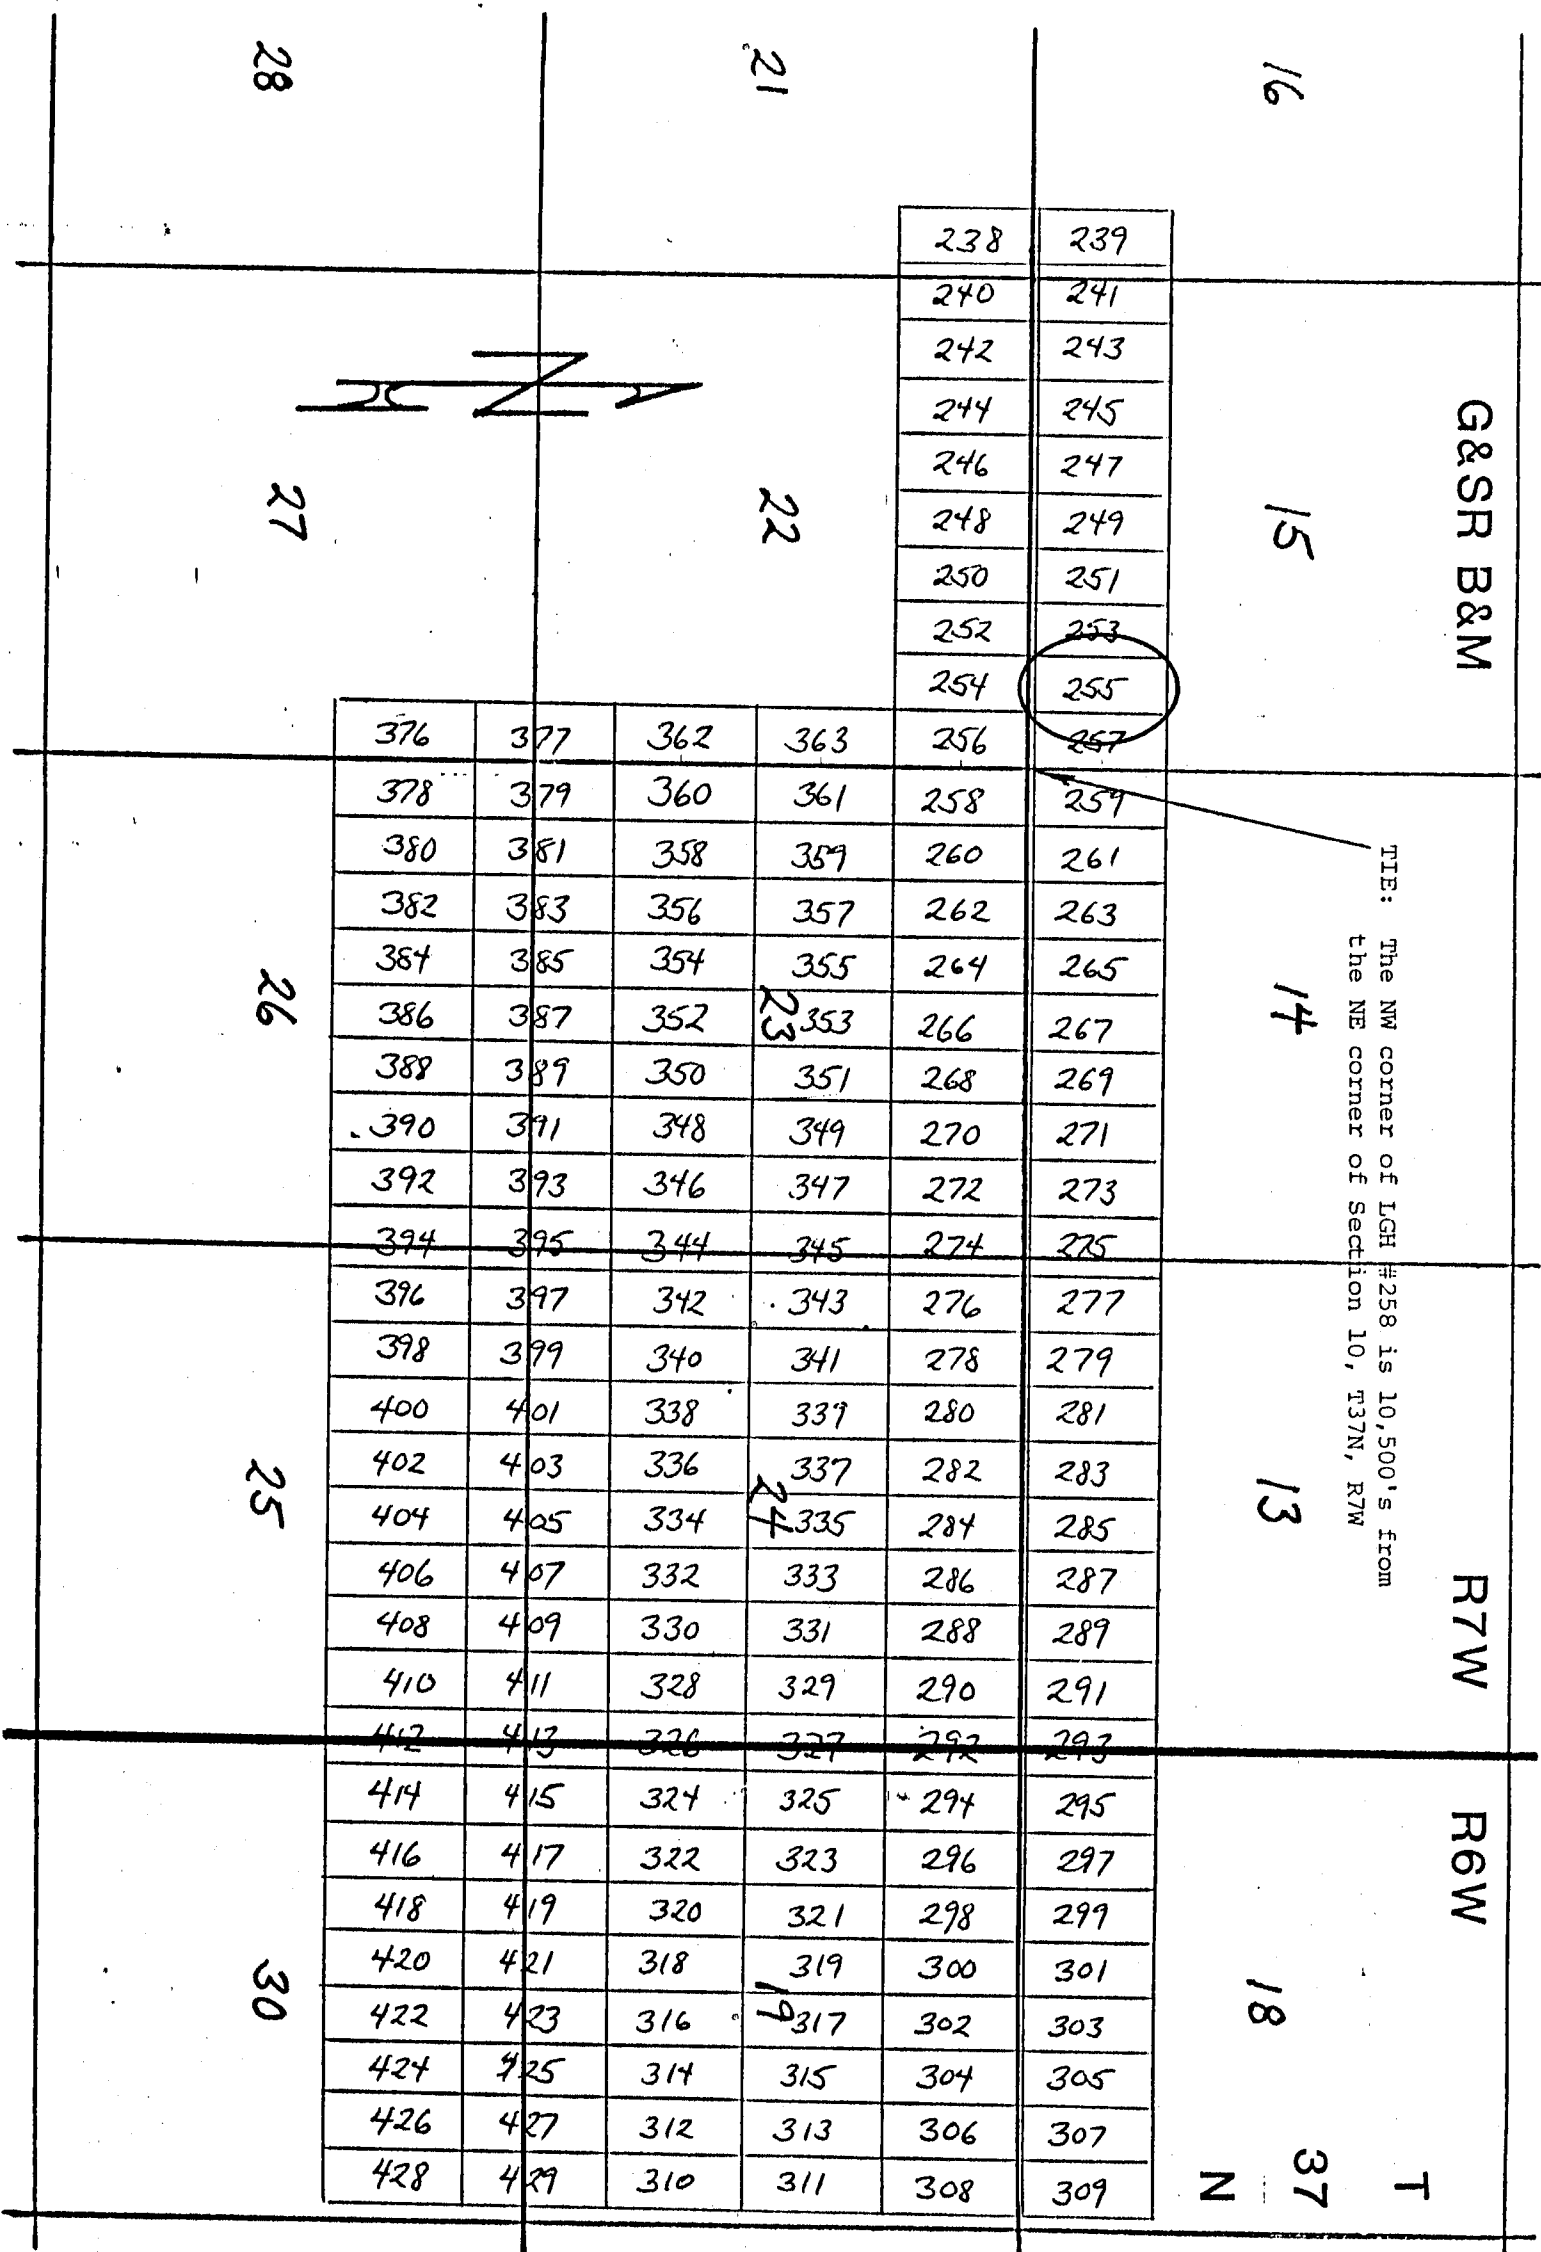 G&SR B&M R7W R6W
T
37
N
TIE: The NW corner of LGH #258 is 10,500's from
the NE corner of Section 10, T37N, R7W
16 15 14 13 18
21 22 23 24 19
28 27 26 25 30
N
238 239
240 241
242 243
244 245
246 247
248 249
250 251
252 253
254 255
376 377 362 363 256 257
378 379 360 361 258 259
380 381 358 359 260 261
382 383 356 357 262 263
384 385 354 355 264 265
386 387 352 353 266 267
388 389 350 351 268 269
390 391 348 349 270 271
392 393 346 347 272 273
394 395 344 345 274 275
396 397 342 343 276 277
398 399 340 341 278 279
400 401 338 339 280 281
402 403 336 337 282 283
404 405 334 335 284 285
406 407 332 333 286 287
408 409 330 331 288 289
410 411 328 329 290 291
412 413 326 327 292 293
414 415 324 325 294 295
416 417 322 323 296 297
418 419 320 321 298 299
420 421 318 319 300 301
422 423 316 317 302 303
424 425 314 315 304 305
426 427 312 313 306 307
428 429 310 311 308 309